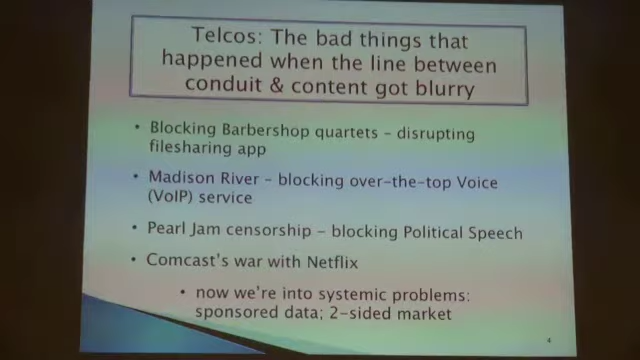 Telcos: The bad things that
happened when the line between
conduit & content got blurry
• Blocking Barbershop quartets – disrupting
filesharing app
• Madison River – blocking over-the-top Voice
(VoIP) service
• Pearl Jam censorship – blocking Political Speech
• Comcast's war with Netflix
• now we're into systemic problems:
sponsored data; 2-sided market
4